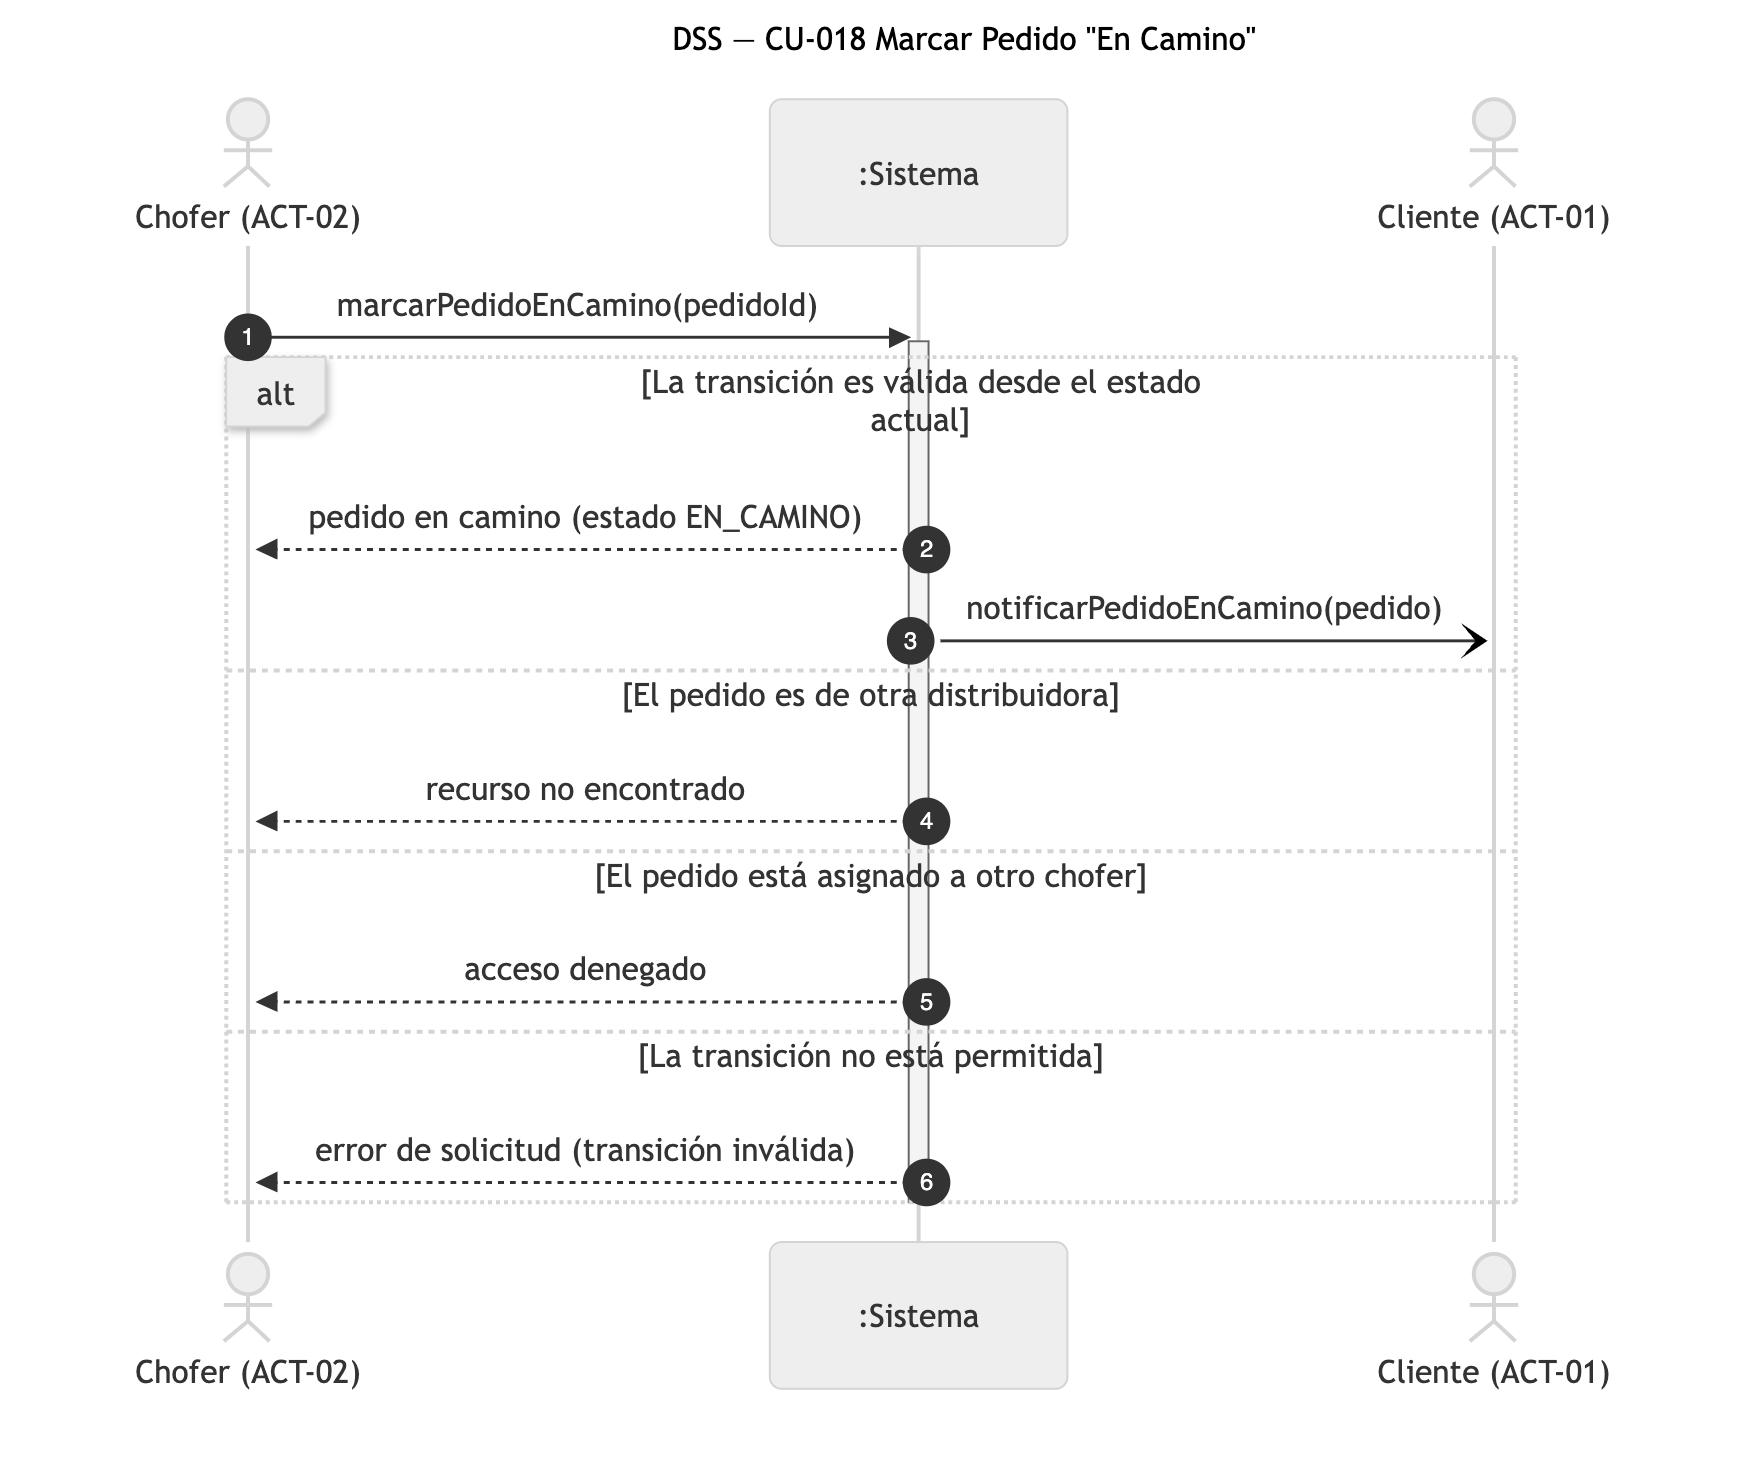 DSS — CU-018 Marcar Pedido "En Camino"
Chofer (ACT-02)
:Sistema
Cliente (ACT-01)
marcarPedidoEnCamino(pedidoId)
1
alt
[La transición es válida desde el estado
actual]
pedido en camino (estado EN_CAMINO)
2
notificarPedidoEnCamino(pedido)
3
[El pedido es de otra distribuidora]
recurso no encontrado
4
[El pedido está asignado a otro chofer]
acceso denegado
5
[La transición no está permitida]
error de solicitud (transición inválida)
6
Chofer (ACT-02)
:Sistema
Cliente (ACT-01)